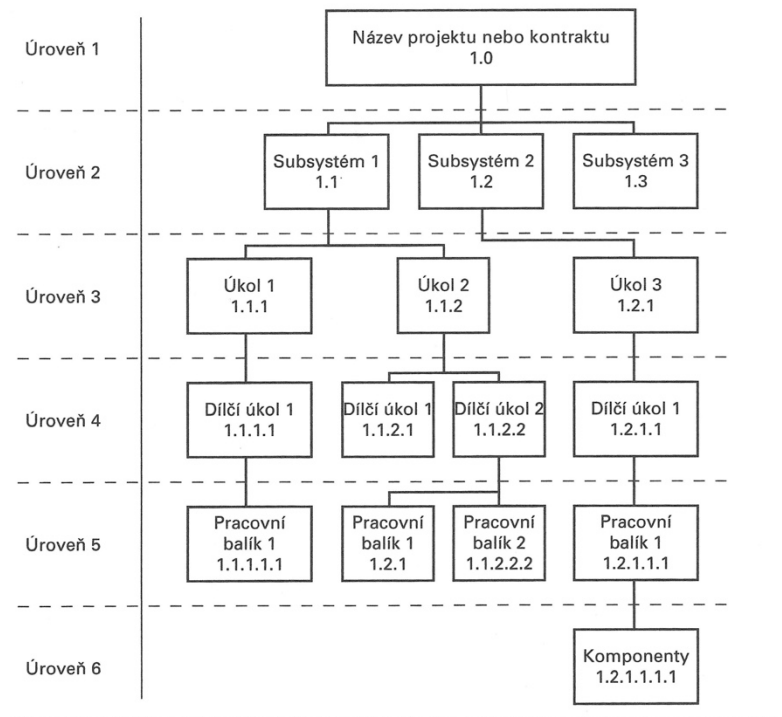 Úroveň 1
Název projektu nebo kontraktu
1.0
Úroveň 2
Subsystém 1
1.1
Subsystém 2
1.2
Subsystém 3
1.3
Úroveň 3
Úkol 1
1.1.1
Úkol 2
1.1.2
Úkol 3
1.2.1
Úroveň 4
Dílčí úkol 1
1.1.1.1
Dílčí úkol 1
1.1.2.1
Dílčí úkol 2
1.1.2.2
Dílčí úkol 1
1.2.1.1
Úroveň 5
Pracovní
balík 1
1.1.1.1.1
Pracovní
balík 1
1.2.1
Pracovní
balík 2
1.1.2.2.2
Pracovní
balík 1
1.2.1.1.1
Úroveň 6
Komponenty
1.2.1.1.1.1